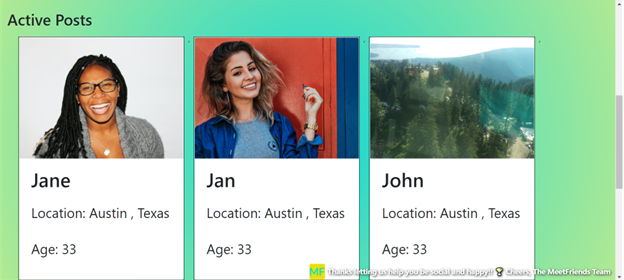 Active Posts
Jane
Location: Austin , Texas
Age: 33
Jan
Location: Austin , Texas
Age: 33
John
Location: Austin , Texas
Age: 33
MF Thanks letting us help you be social and happy!! 🏆 Cheers, The MeetFriends Team